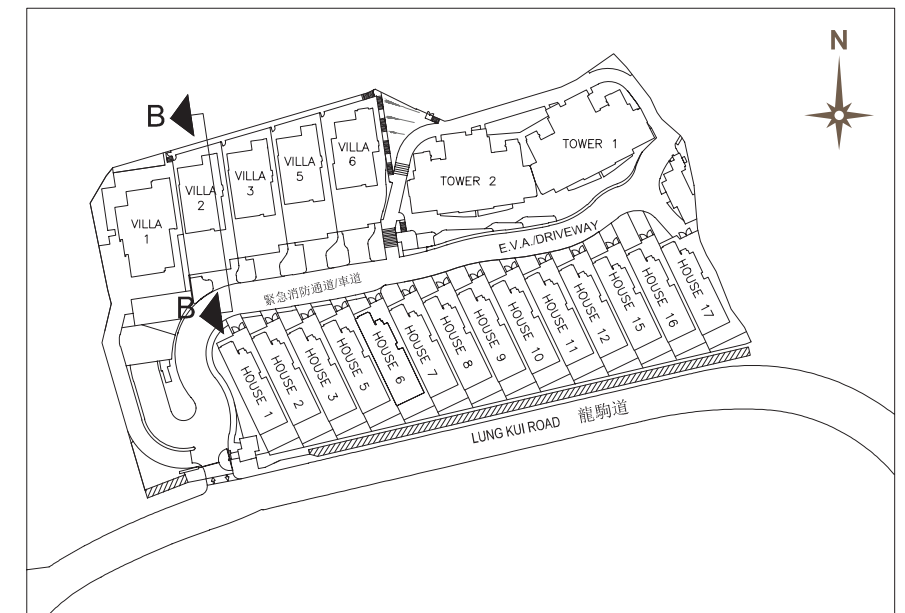 N
B
VILLA
6
VILLA
5
VILLA
3
VILLA
2
VILLA
1
TOWER 1
TOWER 2
E.V.A./DRIVEWAY
緊急消防通道/車道
B
HOUSE 1
HOUSE 2
HOUSE 3
HOUSE 5
HOUSE 6
HOUSE 7
HOUSE 8
HOUSE 9
HOUSE 10
HOUSE 11
HOUSE 12
HOUSE 15
HOUSE 16
HOUSE 17
LUNG KUI ROAD 龍駒道